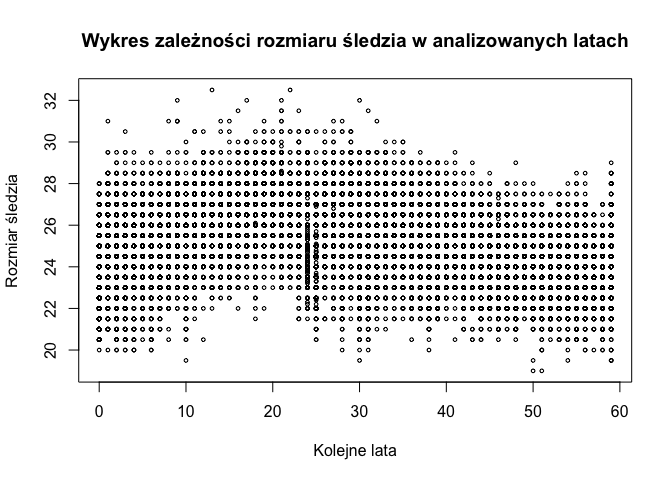 Wykres zależności rozmiaru śledzia w analizowanych latach
Rozmiar śledzia
32
30
28
26
24
22
20
0 10 20 30 40 50 60
Kolejne lata